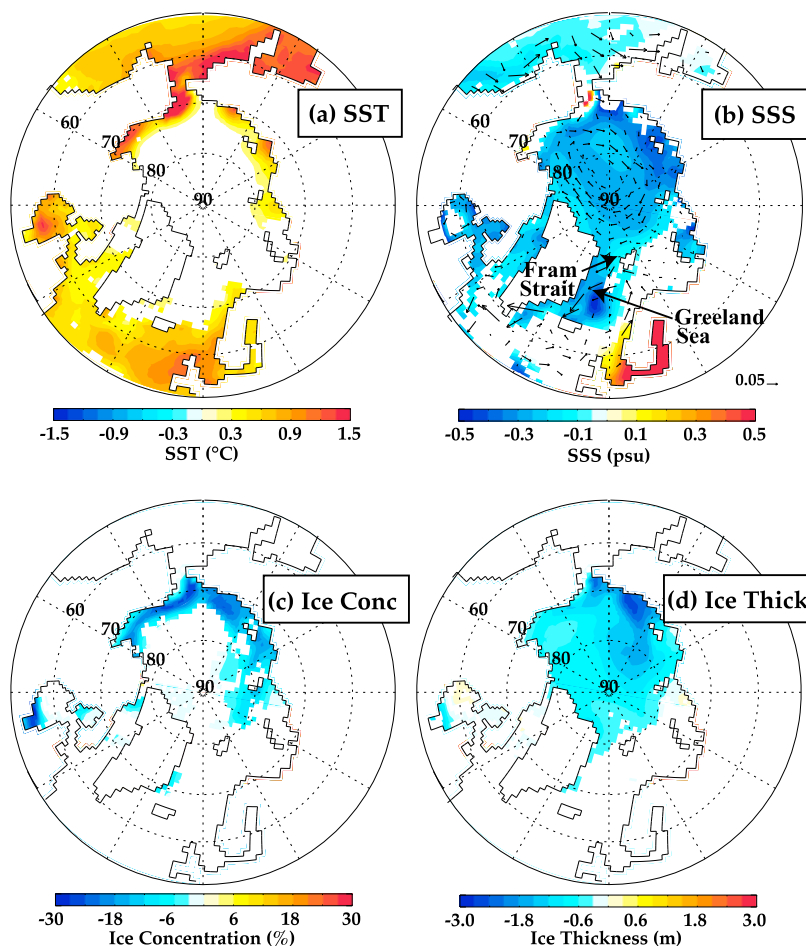 (a) SST
60
70
80
90
-1.5 -0.9 -0.3 0.3 0.9 1.5
SST (°C)
(b) SSS
60
70
80
90
Fram
Strait
Greeland
Sea
0.05
-0.5 -0.3 -0.1 0.1 0.3 0.5
SSS (psu)
(c) Ice Conc
60
70
80
90
-30 -18 -6 6 18 30
Ice Concentration (%)
(d) Ice Thick
60
70
80
90
-3.0 -1.8 -0.6 0.6 1.8 3.0
Ice Thickness (m)